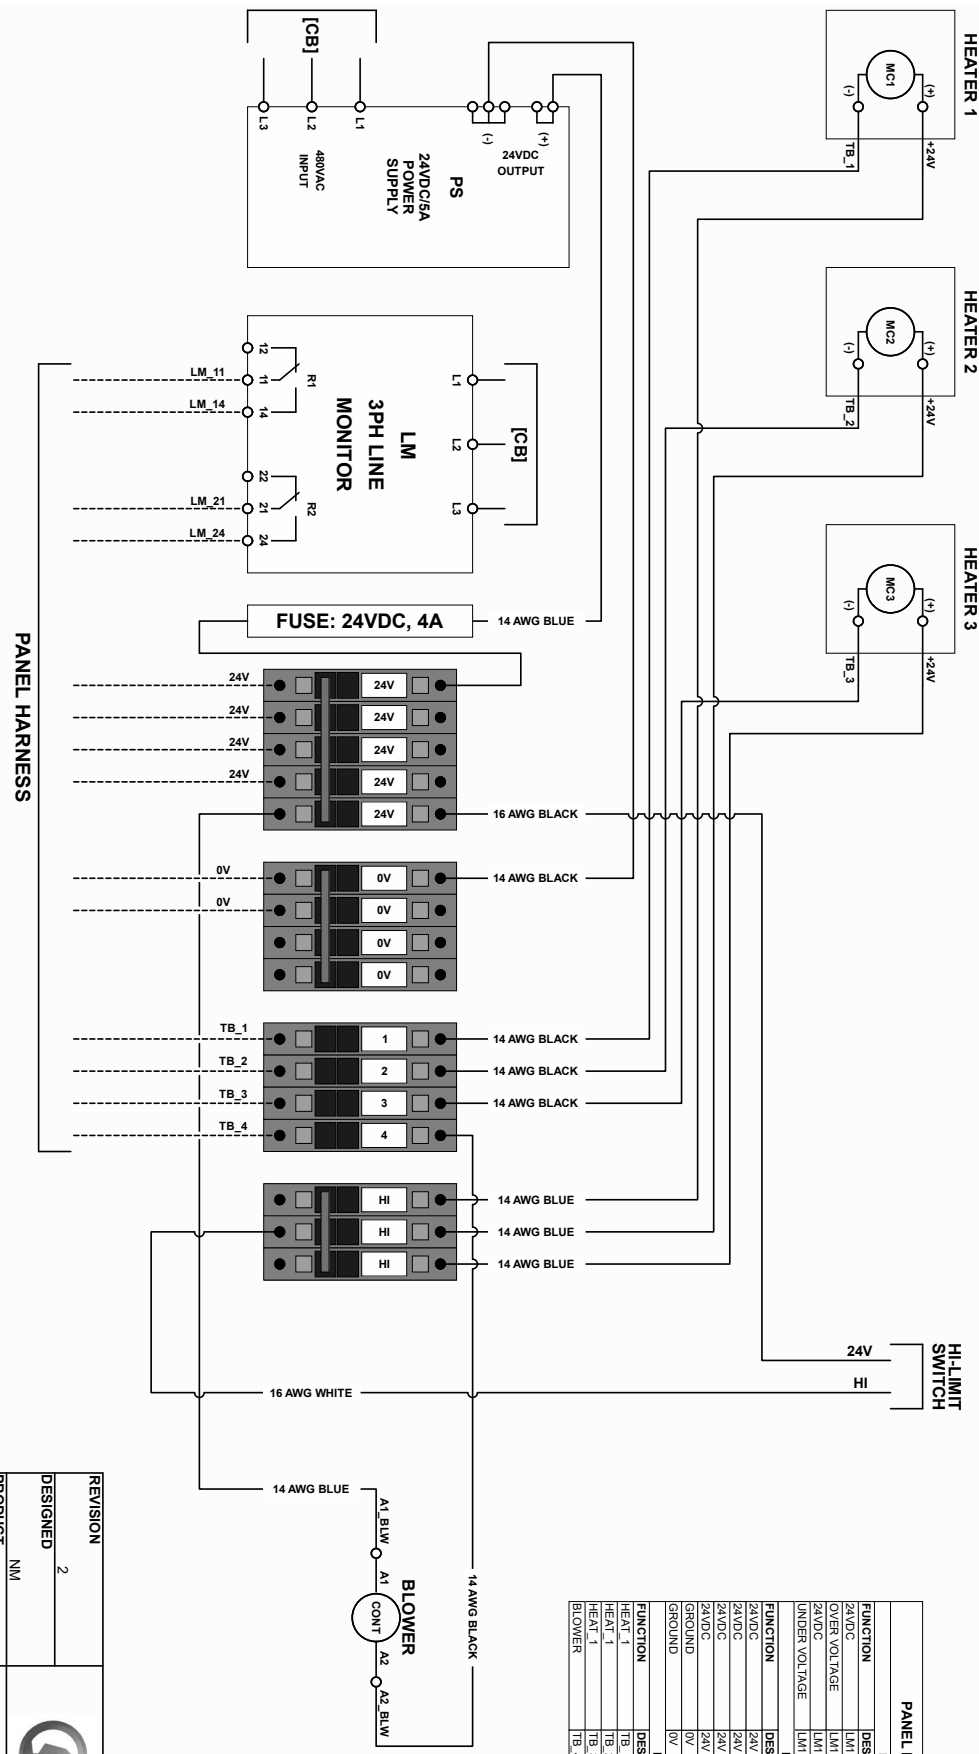 HEATER 1
MC1
(-)
(+)
TB_1
+24V
HEATER 2
MC2
(-)
(+)
TB_2
+24V
HEATER 3
MC3
(-)
(+)
TB_3
+24V
[CB]
L3
L2
L1
480VAC
INPUT
PS
24VDC/5A
POWER
SUPPLY
(-)
(+)
24VDC
OUTPUT
LM
3PH LINE
MONITOR
[CB]
L1
L2
L3
12
11
14
R1
22
21
24
R2
LM_11
LM_14
LM_21
LM_24
FUSE: 24VDC, 4A
14 AWG BLUE
24V
24V
24V
24V
24V
24V
24V
24V
24V
16 AWG BLACK
0V
0V
14 AWG BLACK
0V
0V
0V
0V
TB_1
1
14 AWG BLACK
TB_2
2
14 AWG BLACK
TB_3
3
14 AWG BLACK
TB_4
4
HI
14 AWG BLUE
HI
14 AWG BLUE
HI
14 AWG BLUE
PANEL HARNESS
HI-LIMIT
SWITCH
24V
HI
16 AWG WHITE
14 AWG BLUE
A1_BLW
A1
CONT
BLOWER
A2
A2_BLW
14 AWG BLACK
PANEL
FUNCTION
24VDC
LM1
OVER VOLTAGE
LM1
24VDC
LM1
UNDER VOLTAGE
LM1
FUNCTION
24VDC
24V
24VDC
24V
24VDC
24V
24VDC
24V
GROUND
0V
GROUND
0V
FUNCTION
HEAT_1
HEAT_1
HEAT_1
BLOWER
REVISION
2
DESIGNED
NM